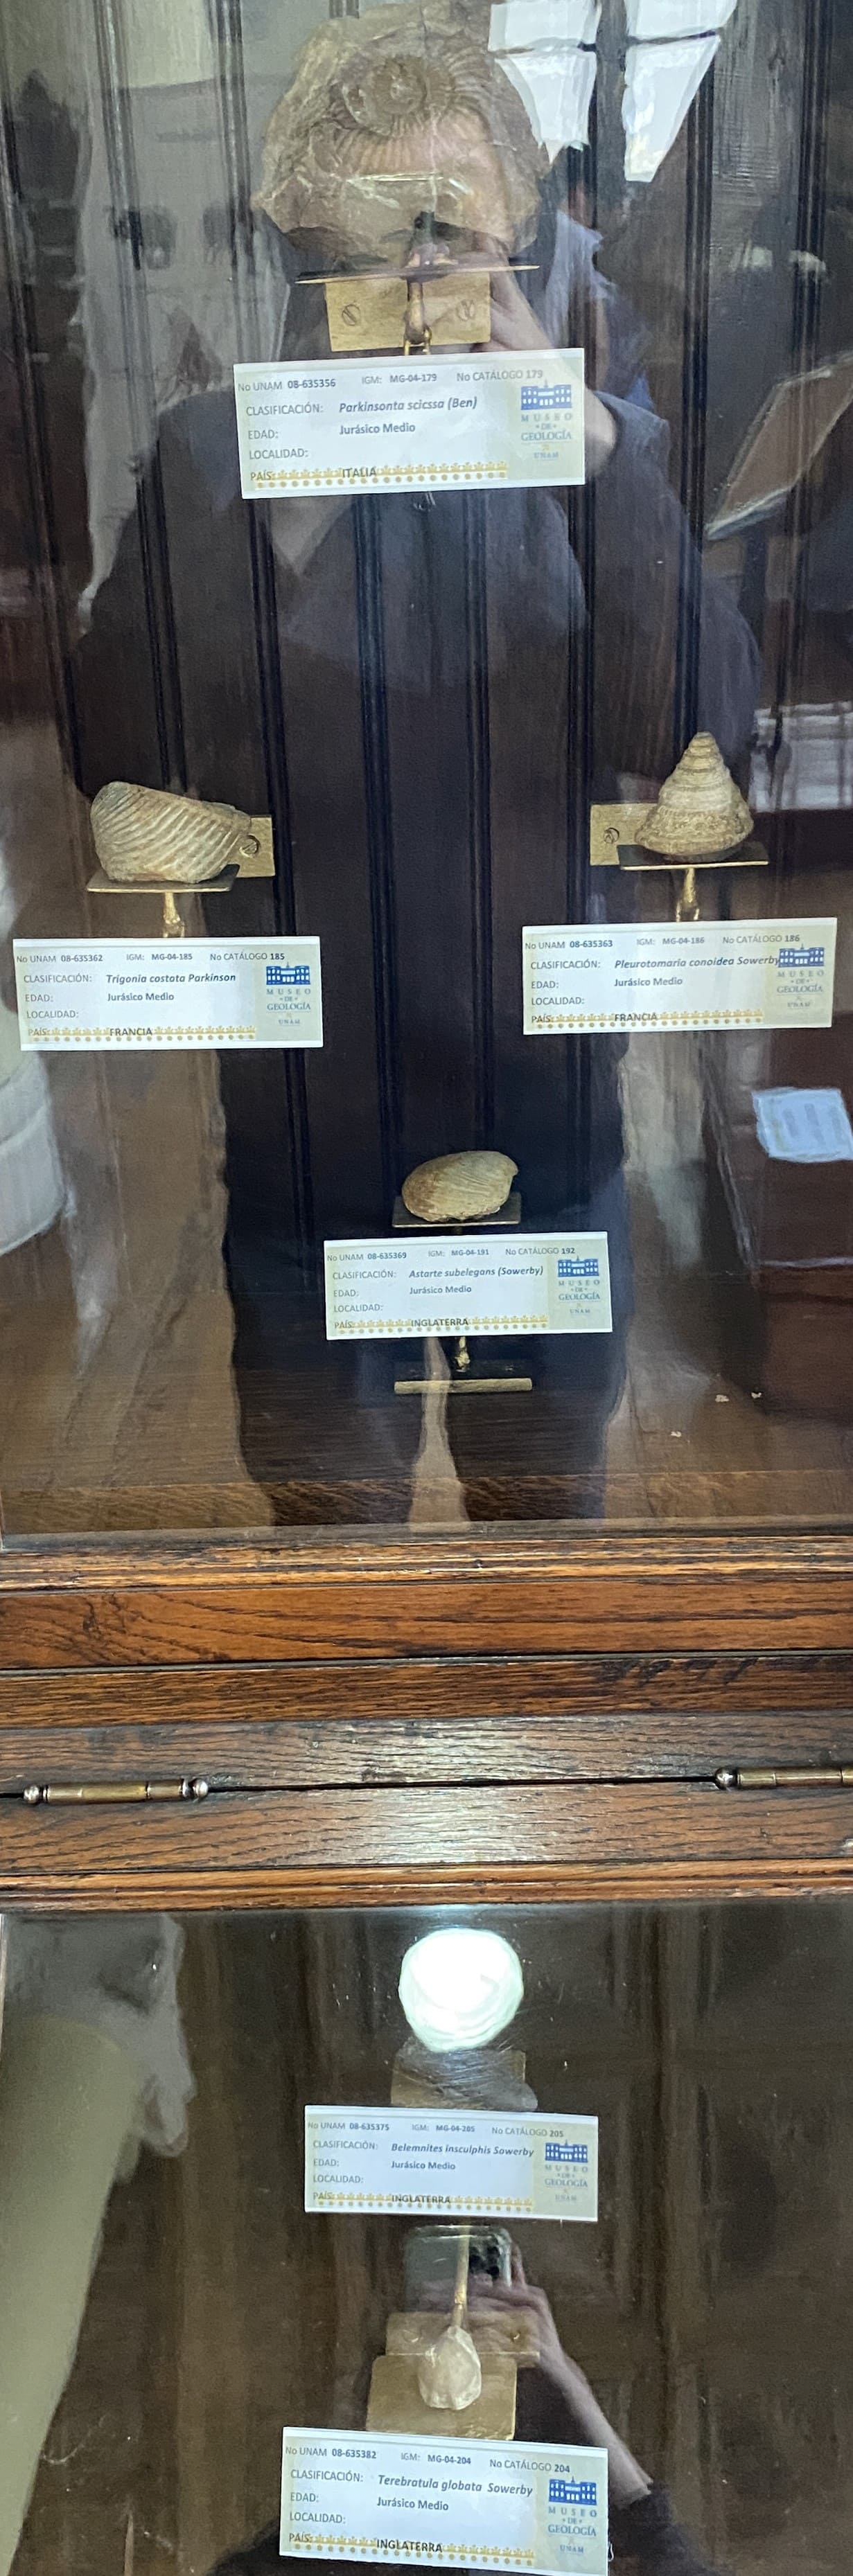 No UNAM 08-635356 IGM: MG-04-179 No CATÁLOGO 179
CLASIFICACIÓN: Parkinsonta scicssa (Ben)
EDAD: Jurásico Medio
LOCALIDAD:
PAÍS: ITALIA
MUSEO
DE
GEOLOGÍA
UNAM
No UNAM 08-635362 IGM: MG-04-185 No CATÁLOGO 185
CLASIFICACIÓN: Trigonia costata Parkinson
EDAD: Jurásico Medio
LOCALIDAD:
PAÍS: FRANCIA
MUSEO
DE
GEOLOGÍA
UNAM
No UNAM 08-635363 IGM: MG-04-186 No CATÁLOGO 186
CLASIFICACIÓN: Pleurotomaria conoidea Sowerby
EDAD: Jurásico Medio
LOCALIDAD:
PAÍS: FRANCIA
MUSEO
DE
GEOLOGÍA
UNAM
No UNAM 08-635369 IGM: MG-04-191 No CATÁLOGO 192
CLASIFICACIÓN: Astarte subelegans (Sowerby)
EDAD: Jurásico Medio
LOCALIDAD:
PAÍS: INGLATERRA
MUSEO
DE
GEOLOGÍA
UNAM
No UNAM 08-635375 IGM: MG-04-205 No CATÁLOGO 205
CLASIFICACIÓN: Belemnites insculphis Sowerby
EDAD: Jurásico Medio
LOCALIDAD:
PAÍS: INGLATERRA
MUSEO
DE
GEOLOGÍA
UNAM
No UNAM 08-635382 IGM: MG-04-204 No CATÁLOGO 204
CLASIFICACIÓN: Terebratula globata Sowerby
EDAD: Jurásico Medio
LOCALIDAD:
PAÍS: INGLATERRA
MUSEO
DE
GEOLOGÍA
UNAM